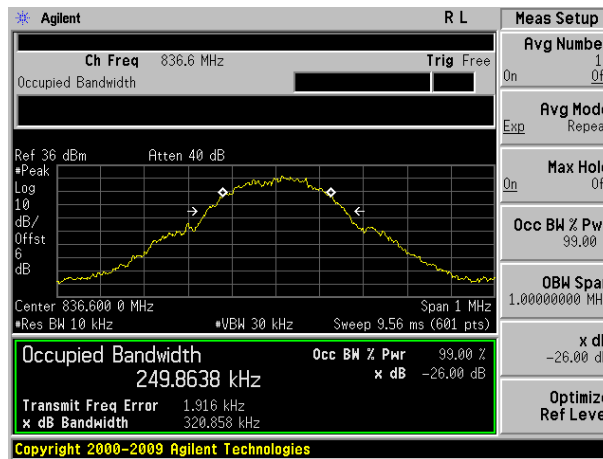 Agilent R L Meas Setup
Ch Freq 836.6 MHz Trig Free
Occupied Bandwidth
Ref 36 dBm Atten 40 dB
#Peak
Log
10
dB/
Offst
6
dB
Center 836.600 0 MHz Span 1 MHz
#Res BW 10 kHz #VBW 30 kHz Sweep 9.56 ms (601 pts)
Occupied Bandwidth Occ BW % Pwr 99.00 %
249.8638 kHz x dB -26.00 dB
Transmit Freq Error 1.916 kHz
x dB Bandwidth 320.858 kHz
Copyright 2000-2009 Agilent Technologies
Avg Numbe
1
On Of
Avg Mod
Exp Repea
Max Hol
On Of
Occ BW % Pw
99.00
OBW Spa
1.00000000 MH
x d
-26.00 d
Optimiz
Ref Leve